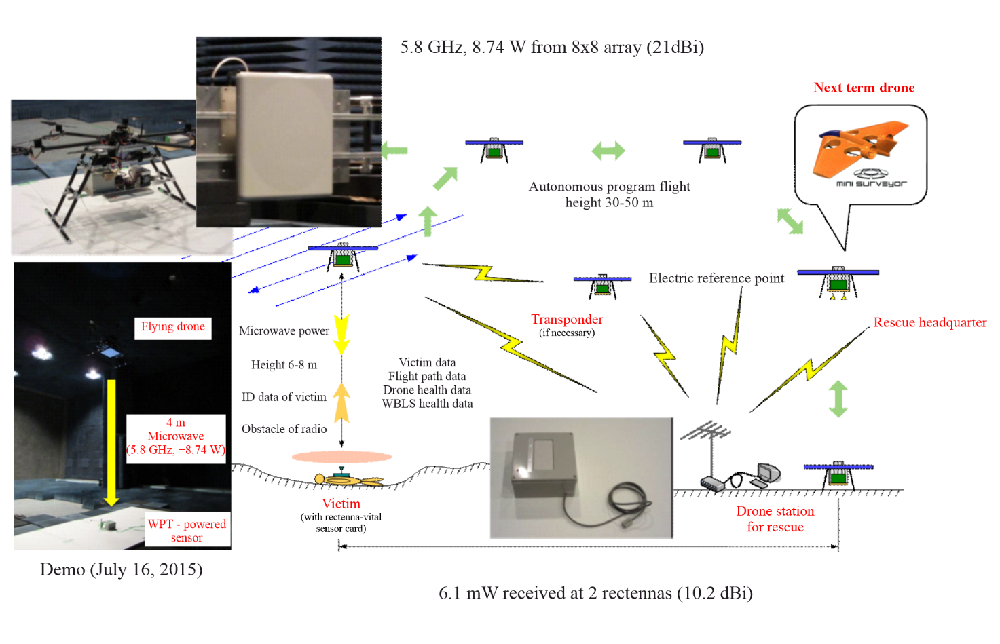 5.8 GHz, 8.74 W from 8x8 array (21dBi)
Next term drone
mini surveyor
Autonomous program flight
height 30-50 m
Electric reference point
Transponder
(if necessary)
Rescue headquarter
Flying drone
Microwave power
Height 6-8 m
ID data of victim
Obstacle of radio
Victim data
Flight path data
Drone health data
WBLS health data
4 m
Microwave
(5.8 GHz, −8.74 W)
WPT - powered
sensor
Victim
(with rectenna-vital
sensor card)
Drone station
for rescue
Demo (July 16, 2015)
6.1 mW received at 2 rectennas (10.2 dBi)